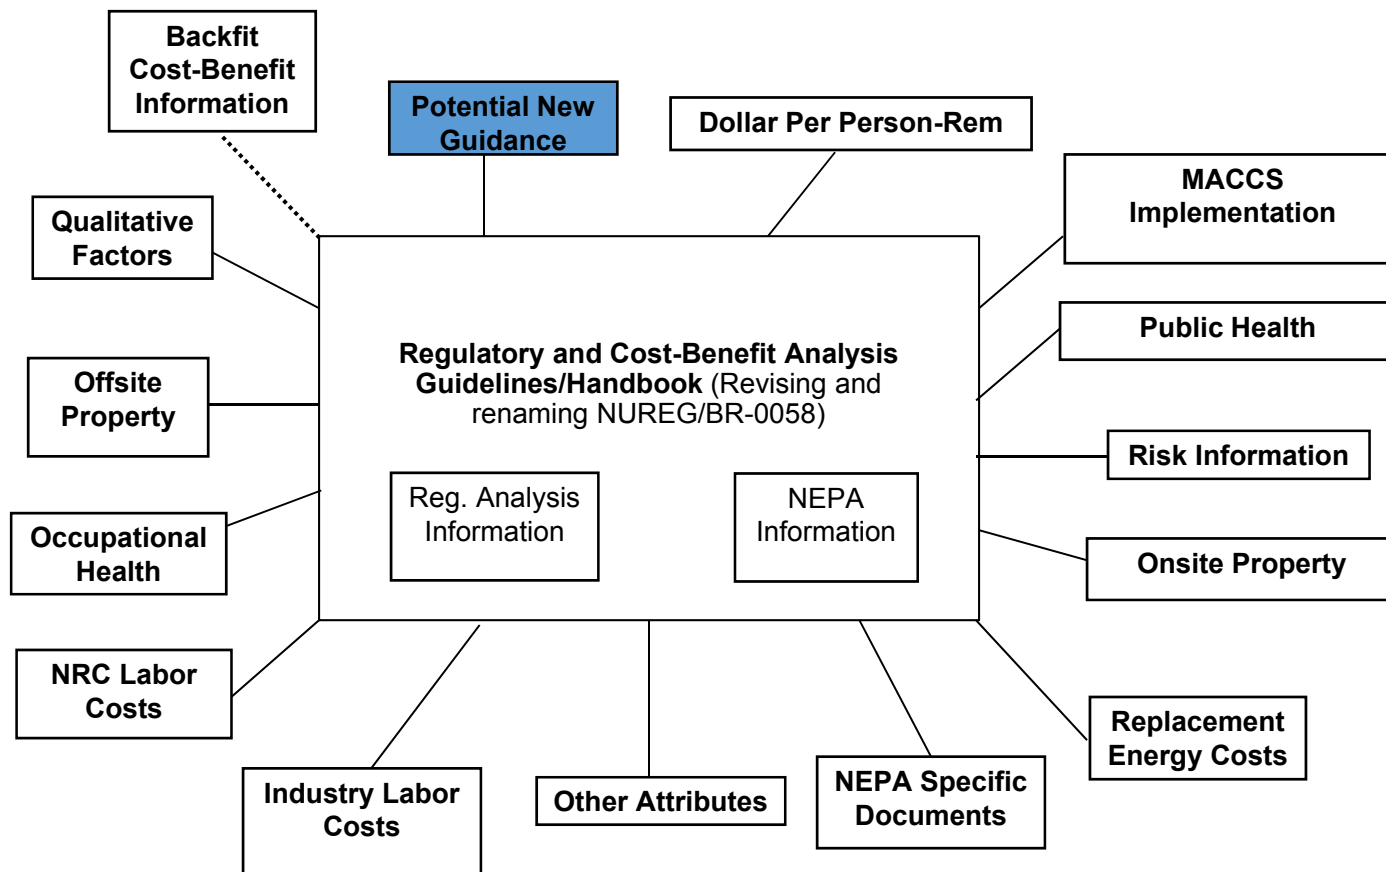 Backfit
Cost-Benefit
Information
Potential New
Guidance
Dollar Per Person-Rem
MACCS
Implementation
Qualitative
Factors
Public Health
Regulatory and Cost-Benefit Analysis
Guidelines/Handbook (Revising and
renaming NUREG/BR-0058)
Offsite
Property
Risk Information
Reg. Analysis
Information
NEPA
Information
Occupational
Health
Onsite Property
NRC Labor
Costs
Replacement
Energy Costs
Industry Labor
Costs
Other Attributes
NEPA Specific
Documents